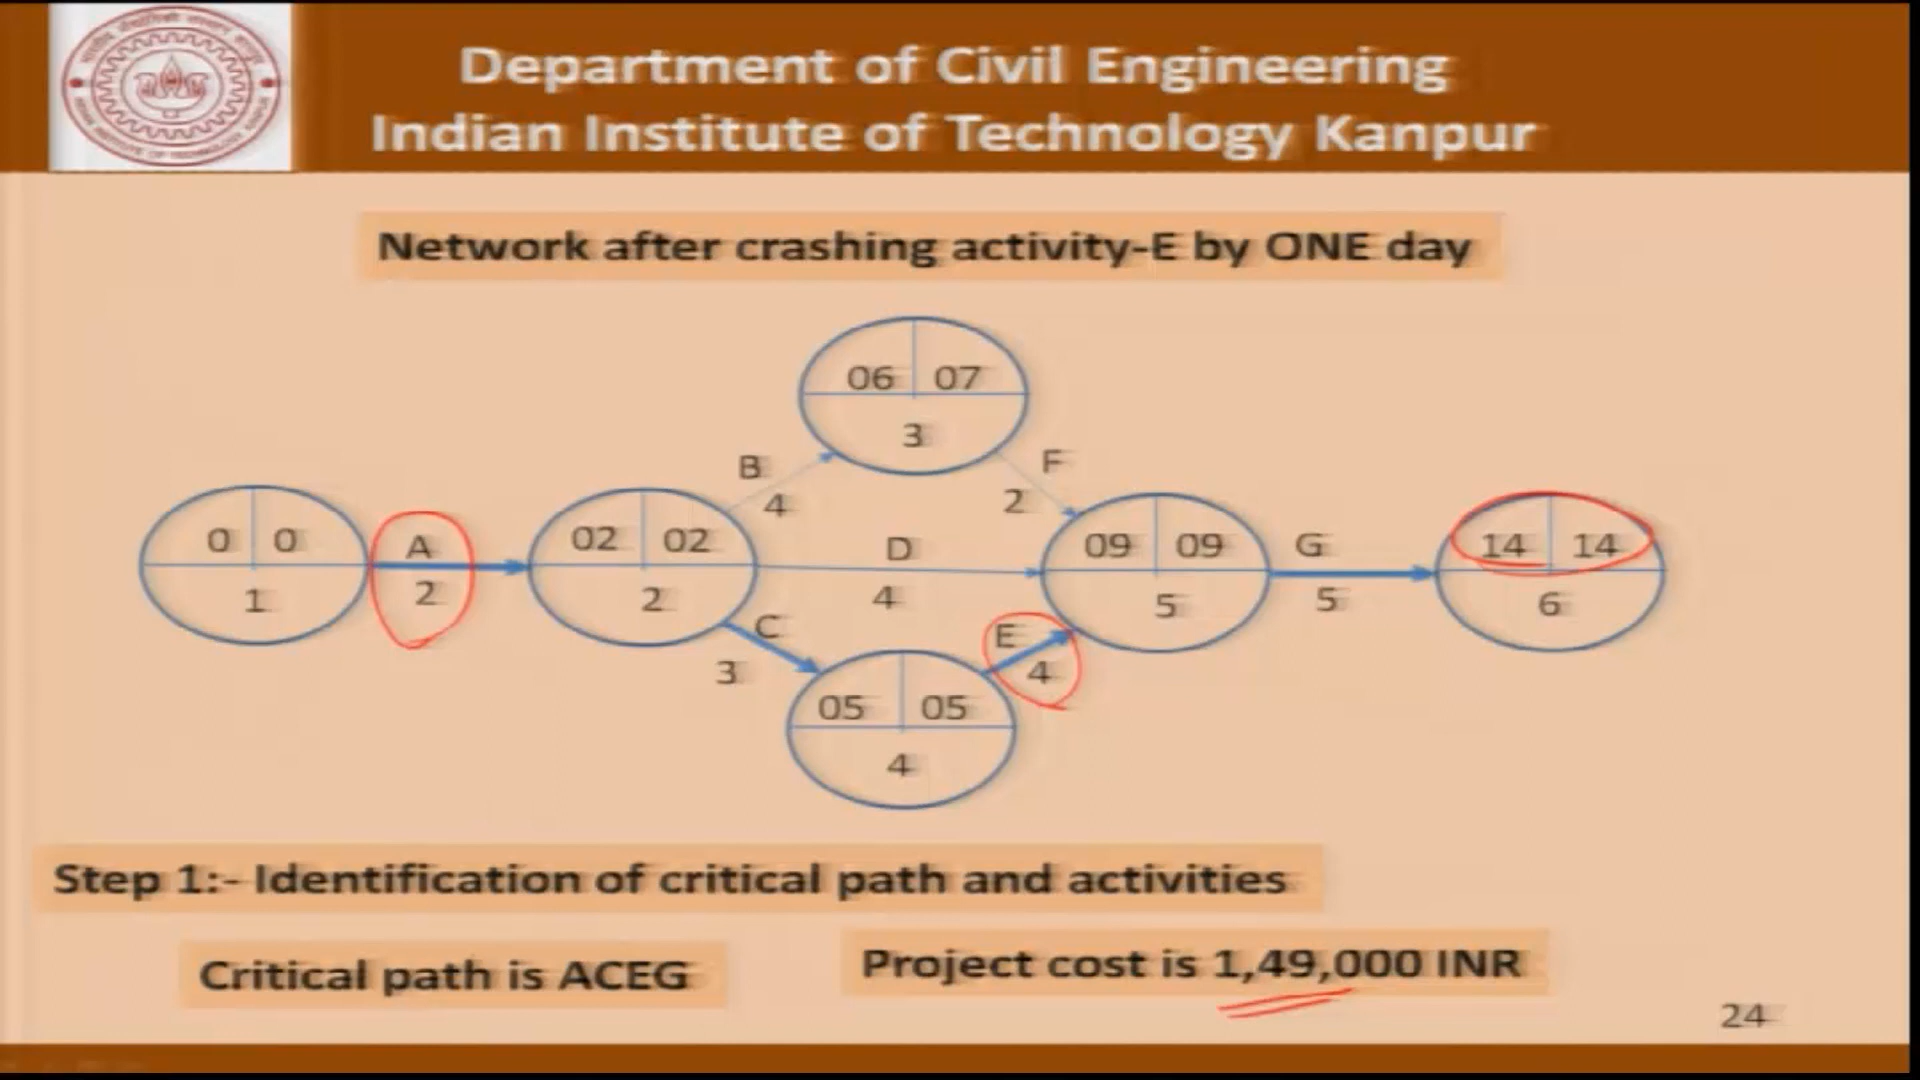 Department of Civil Engineering
Indian Institute of Technology Kanpur
Network after crashing activity-E by ONE day
06 07
3
B
4
F
2
0 0
1
A
2
02 02
2
D
4
09 09
5
G
5
14 14
6
C
3
E
4
05 05
4
Step 1:- Identification of critical path and activities
Critical path is ACEG
Project cost is 1,49,000 INR
24